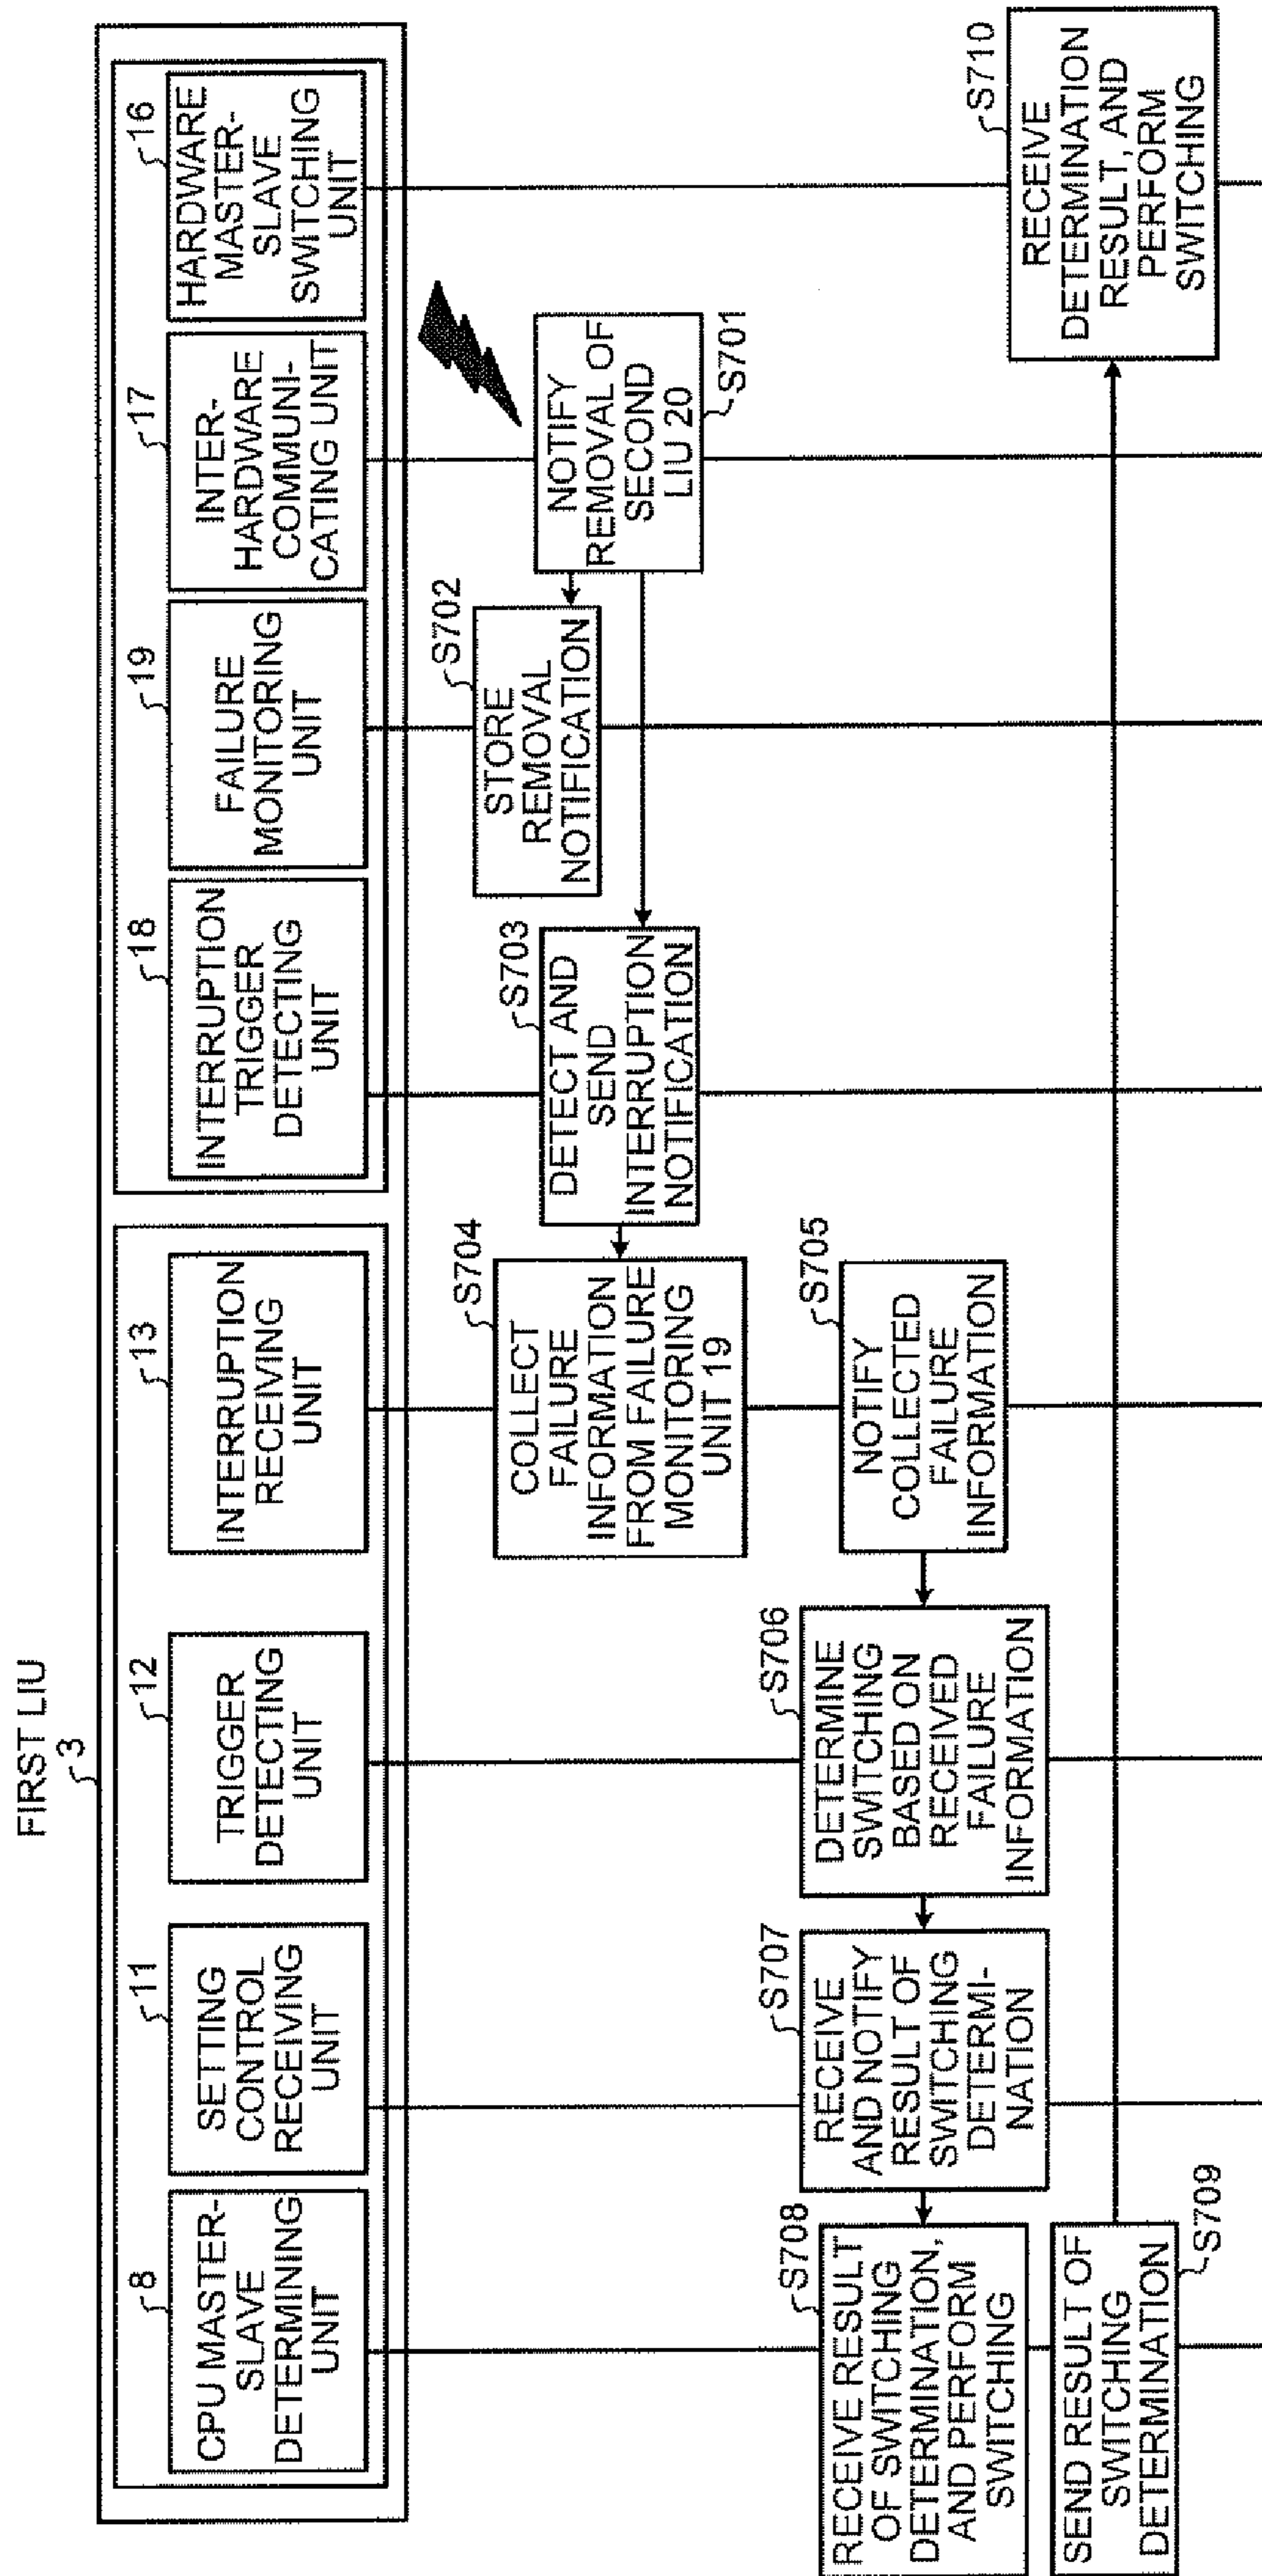 FIRST LIU
3
8
CPU MASTER-
SLAVE
DETERMINING
UNIT
11
SETTING
CONTROL
RECEIVING
UNIT
12
TRIGGER
DETECTING
UNIT
13
INTERRUPTION
RECEIVING
UNIT
18
INTERRUPTION
TRIGGER
DETECTING
UNIT
19
FAILURE
MONITORING
UNIT
17
INTER-
HARDWARE
COMMUNI-
CATING UNIT
16
HARDWARE
MASTER-
SLAVE
SWITCHING
UNIT
NOTIFY
REMOVAL OF
SECOND
LIU 20
S701
S702
STORE
REMOVAL
NOTIFICATION
S703
DETECT AND
SEND
INTERRUPTION
NOTIFICATION
S704
COLLECT
FAILURE
INFORMATION
FROM FAILURE
MONITORING
UNIT 19
S705
NOTIFY
COLLECTED
FAILURE
INFORMATION
S706
DETERMINE
SWITCHING
BASED ON
RECEIVED
FAILURE
INFORMATION
S707
RECEIVE
AND NOTIFY
RESULT OF
SWITCHING
DETERMI-
NATION
S708
RECEIVE RESULT
OF SWITCHING
DETERMINATION,
AND PERFORM
SWITCHING
SEND RESULT OF
SWITCHING
DETERMINATION
S709
S710
RECEIVE
DETERMINATION
RESULT, AND
PERFORM
SWITCHING